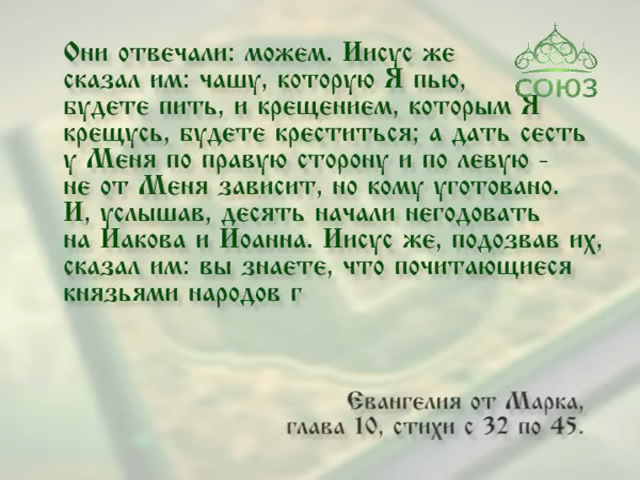 Они отвечали: можем. Иисус же
сказал им: чашу, которую Я пью,
будете пить, и крещением, которым Я
крещусь, будете креститься; а дать сесть
у Меня по правую сторону и по левую -
не от Меня зависит, но кому уготовано.
И, услышав, десять начали негодовать
на Иакова и Иоанна. Иисус же, подозвав их,
сказал им: вы знаете, что почитающиеся
князьями народов г
СОЮЗ
Евангелия от Марка,
глава 10, стихи с 32 по 45.